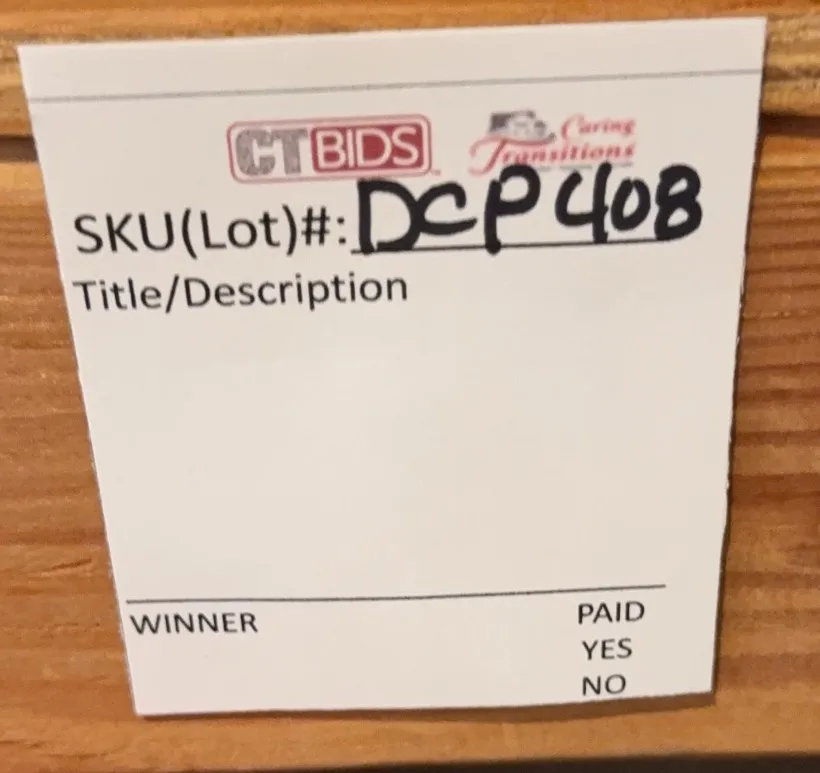 CTBIDS
Caring
Transitions
SKU(Lot)#: DCP408
Title/Description
WINNER
PAID
YES
NO